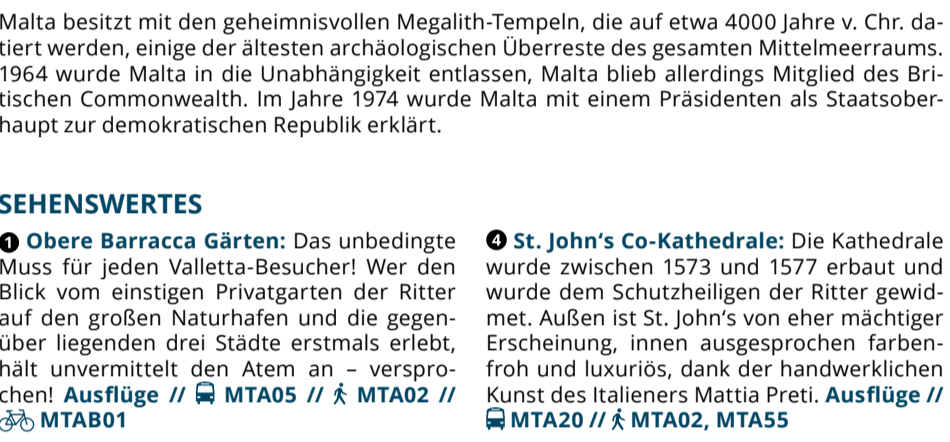 Malta besitzt mit den geheimnisvollen Megalith-Tempeln, die auf etwa 4000 Jahre v. Chr. da-
tiert werden, einige der ältesten archäologischen Überreste des gesamten Mittelmeerraums.
1964 wurde Malta in die Unabhängigkeit entlassen, Malta blieb allerdings Mitglied des Bri-
tischen Commonwealth. Im Jahre 1974 wurde Malta mit einem Präsidenten als Staatsober-
haupt zur demokratischen Republik erklärt.
SEHENSWERTES
1 Obere Barracca Gärten: Das unbedingte
Muss für jeden Valletta-Besucher! Wer den
Blick vom einstigen Privatgarten der Ritter
auf den großen Naturhafen und die gegen-
über liegenden drei Städte erstmals erlebt,
hält unvermittelt den Atem an – verspro-
chen! Ausflüge // MTA05 // MTA02 //
MTAB01
4 St. John‘s Co-Kathedrale: Die Kathedrale
wurde zwischen 1573 und 1577 erbaut und
wurde dem Schutzheiligen der Ritter gewid-
met. Außen ist St. John‘s von eher mächtiger
Erscheinung, innen ausgesprochen farben-
froh und luxuriös, dank der handwerklichen
Kunst des Italieners Mattia Preti. Ausflüge //
MTA20 // MTA02, MTA55